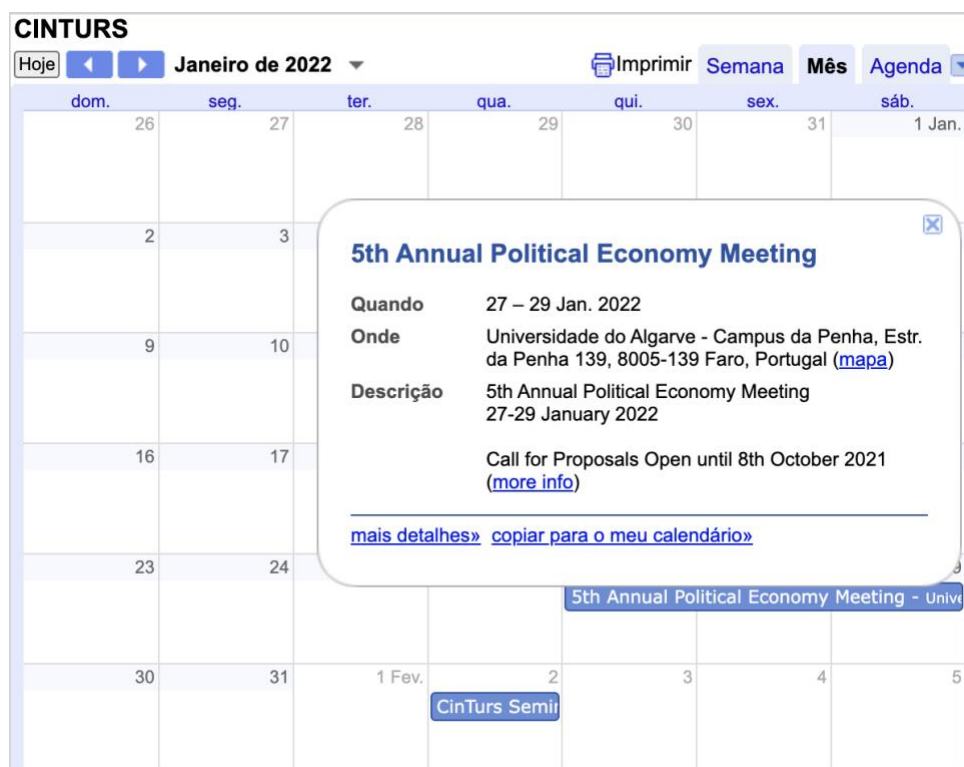 CINTURS
Hoje Janeiro de 2022 Imprimir Semana Mês Agenda
dom. seg. ter. qua. qui. sex. sáb.
26 27 28 29 30 31 1 Jan.
2 3
5th Annual Political Economy Meeting
Quando 27 – 29 Jan. 2022
Onde Universidade do Algarve - Campus da Penha, Estr.
9 10 da Penha 139, 8005-139 Faro, Portugal (mapa)
Descrição 5th Annual Political Economy Meeting
27-29 January 2022
16 17 Call for Proposals Open until 8th October 2021
(more info)
mais detalhes» copiar para o meu calendário»
23 24 9
5th Annual Political Economy Meeting - Unive
30 31 1 Fev. 2 3 4 5
CinTurs Semin